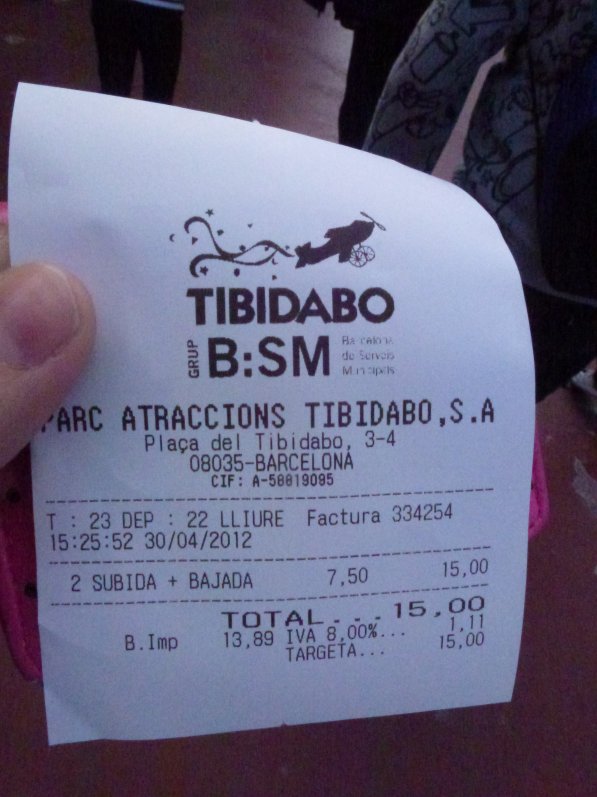 TIBIDABO
GRUP B:SM Barcelona de Serveis Municipals
PARC ATRACCIONS TIBIDABO,S.A
Plaça del Tibidabo, 3-4
08035-BARCELONA
CIF: A-58819095
T : 23 DEP : 22 LLIURE Factura 334254
15:25:52 30/04/2012
2 SUBIDA + BAJADA 7,50 15,00
TOTAL....15,00
B.Imp 13,89 IVA 8,00%... 1,11
TARGETA... 15,00